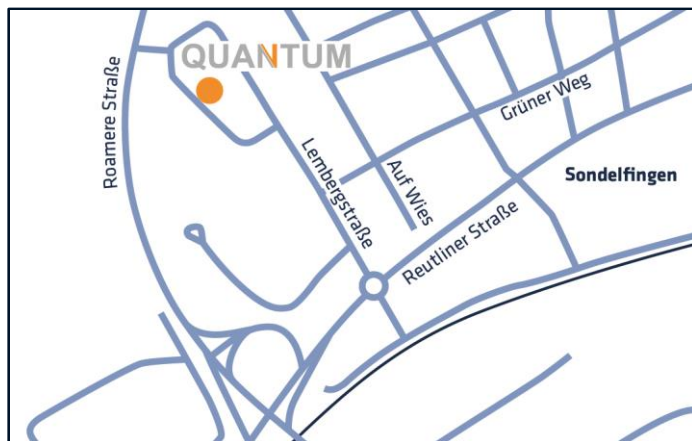 QUANTUM
Roamere Straße
Lembergstraße
Auf Wies
Grüner Weg
Reutliner Straße
Sondelfingen